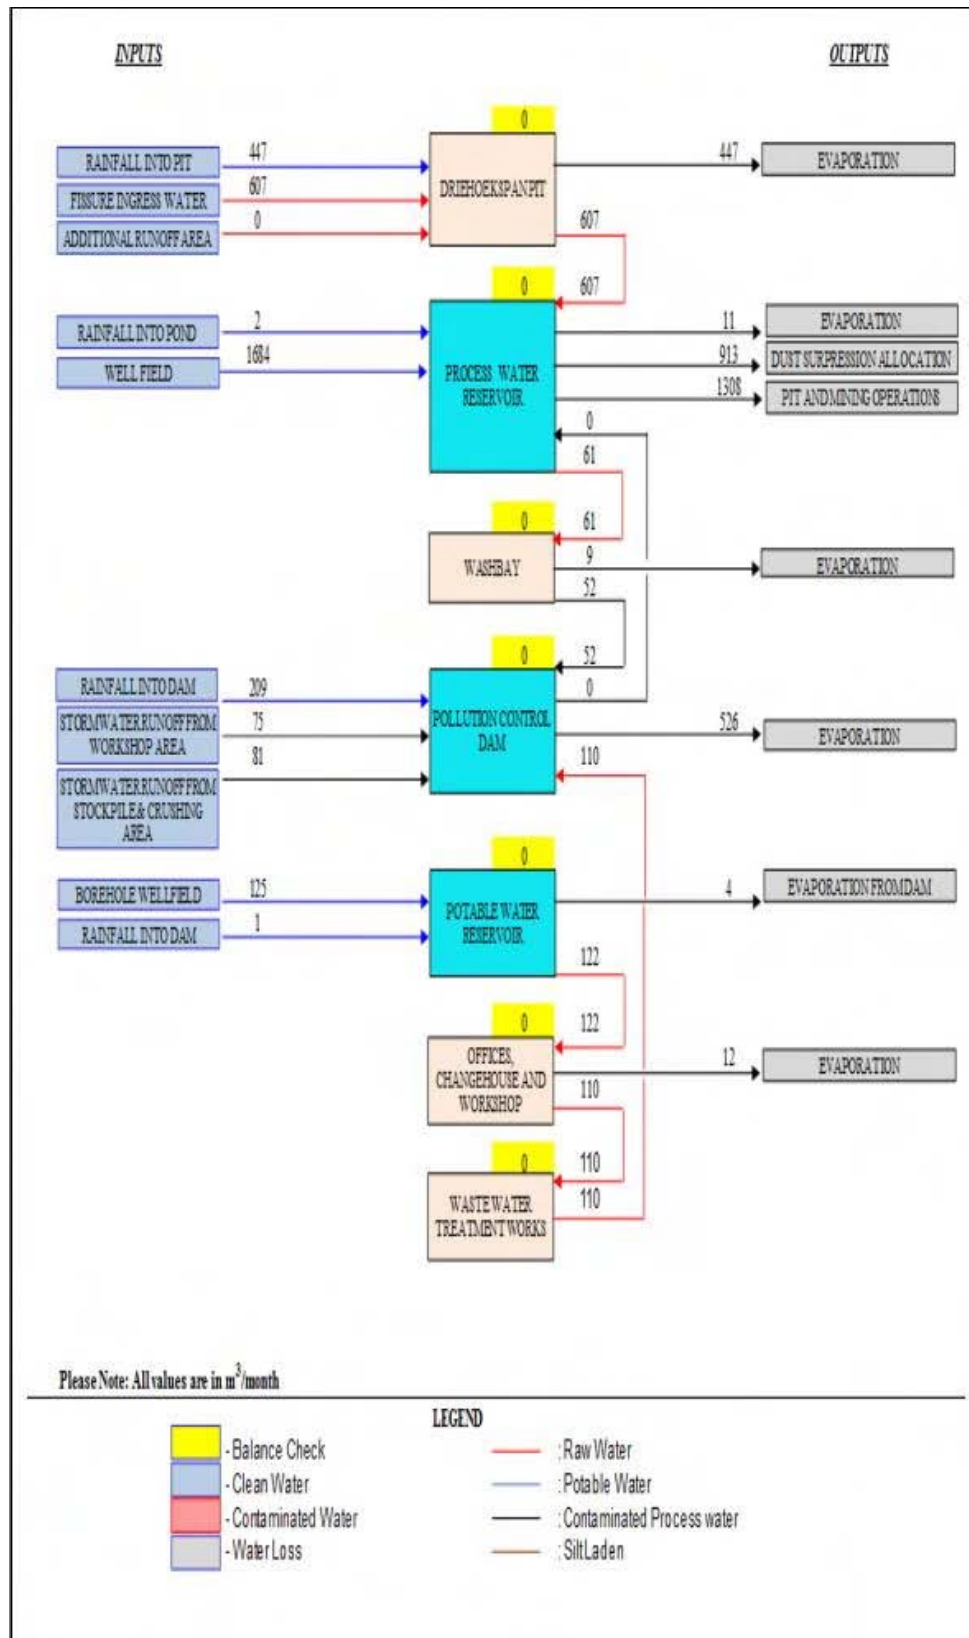 INPUTS
OUTPUTS
0
RAINFALL INTO PIT
447
DRIEHOEKSPAN PIT
447
EVAPORATION
FISSURE INGRESS WATER
607
ADDITIONAL RUNOFF AREA
0
607
0
607
RAINFALL INTO POND
2
PROCESS WATER
RESERVOIR
11
EVAPORATION
WELL FIELD
1684
913
DUST SURPRESSION ALLOCATION
1308
PIT AND MINING OPERATIONS
0
61
0
61
WASHBAY
9
EVAPORATION
52
0
52
RAINFALL INTO DAM
209
0
STORMWATER RUNOFF FROM
WORKSHOP AREA
75
POLLUTION CONTROL
DAM
526
EVAPORATION
81
110
STORMWATER RUNOFF FROM
STOCKPILE & CRUSHING
AREA
0
BOREHOLE WELLFIELD
125
POTABLE WATER
RESERVOIR
4
EVAPORATION FROM DAM
RAINFALL INTO DAM
1
122
0
122
OFFICES,
CHANGEHOUSE AND
WORKSHOP
12
EVAPORATION
110
0
110
WASTE WATER
TREATMENT WORKS
110
Please Note: All values are in m³/month
LEGEND
- Balance Check
: Raw Water
- Clean Water
: Potable Water
- Contaminated Water
: Contaminated Process water
- Water Loss
: Silt Laden